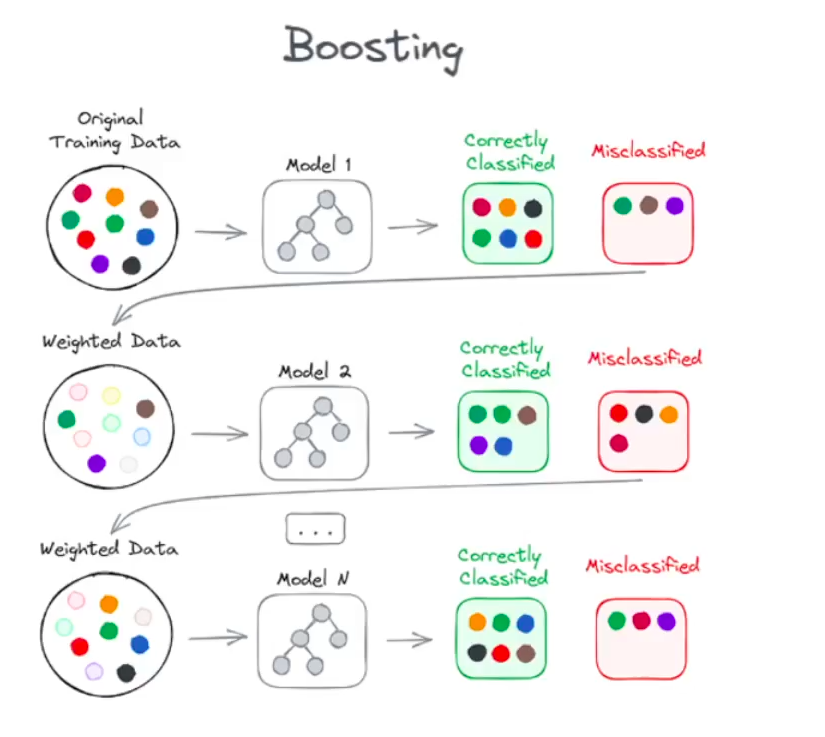 Boosting
Original
Training Data
Model 1
Correctly
Classified
Misclassified
Weighted Data
Model 2
Correctly
Classified
Misclassified
...
Weighted Data
Model N
Correctly
Classified
Misclassified